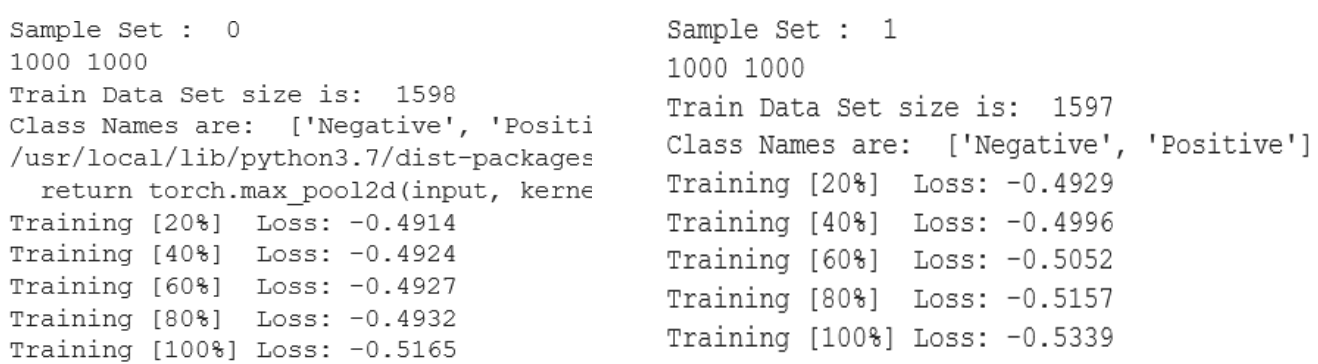 Sample Set :  0
1000 1000
Train Data Set size is:  1598
Class Names are:  ['Negative', 'Positi
/usr/local/lib/python3.7/dist-packages
  return torch.max_pool2d(input, kerne
Training [20%]  Loss: -0.4914
Training [40%]  Loss: -0.4924
Training [60%]  Loss: -0.4927
Training [80%]  Loss: -0.4932
Training [100%] Loss: -0.5165
Sample Set :  1
1000 1000
Train Data Set size is:  1597
Class Names are:  ['Negative', 'Positive']
Training [20%]  Loss: -0.4929
Training [40%]  Loss: -0.4996
Training [60%]  Loss: -0.5052
Training [80%]  Loss: -0.5157
Training [100%] Loss: -0.5339